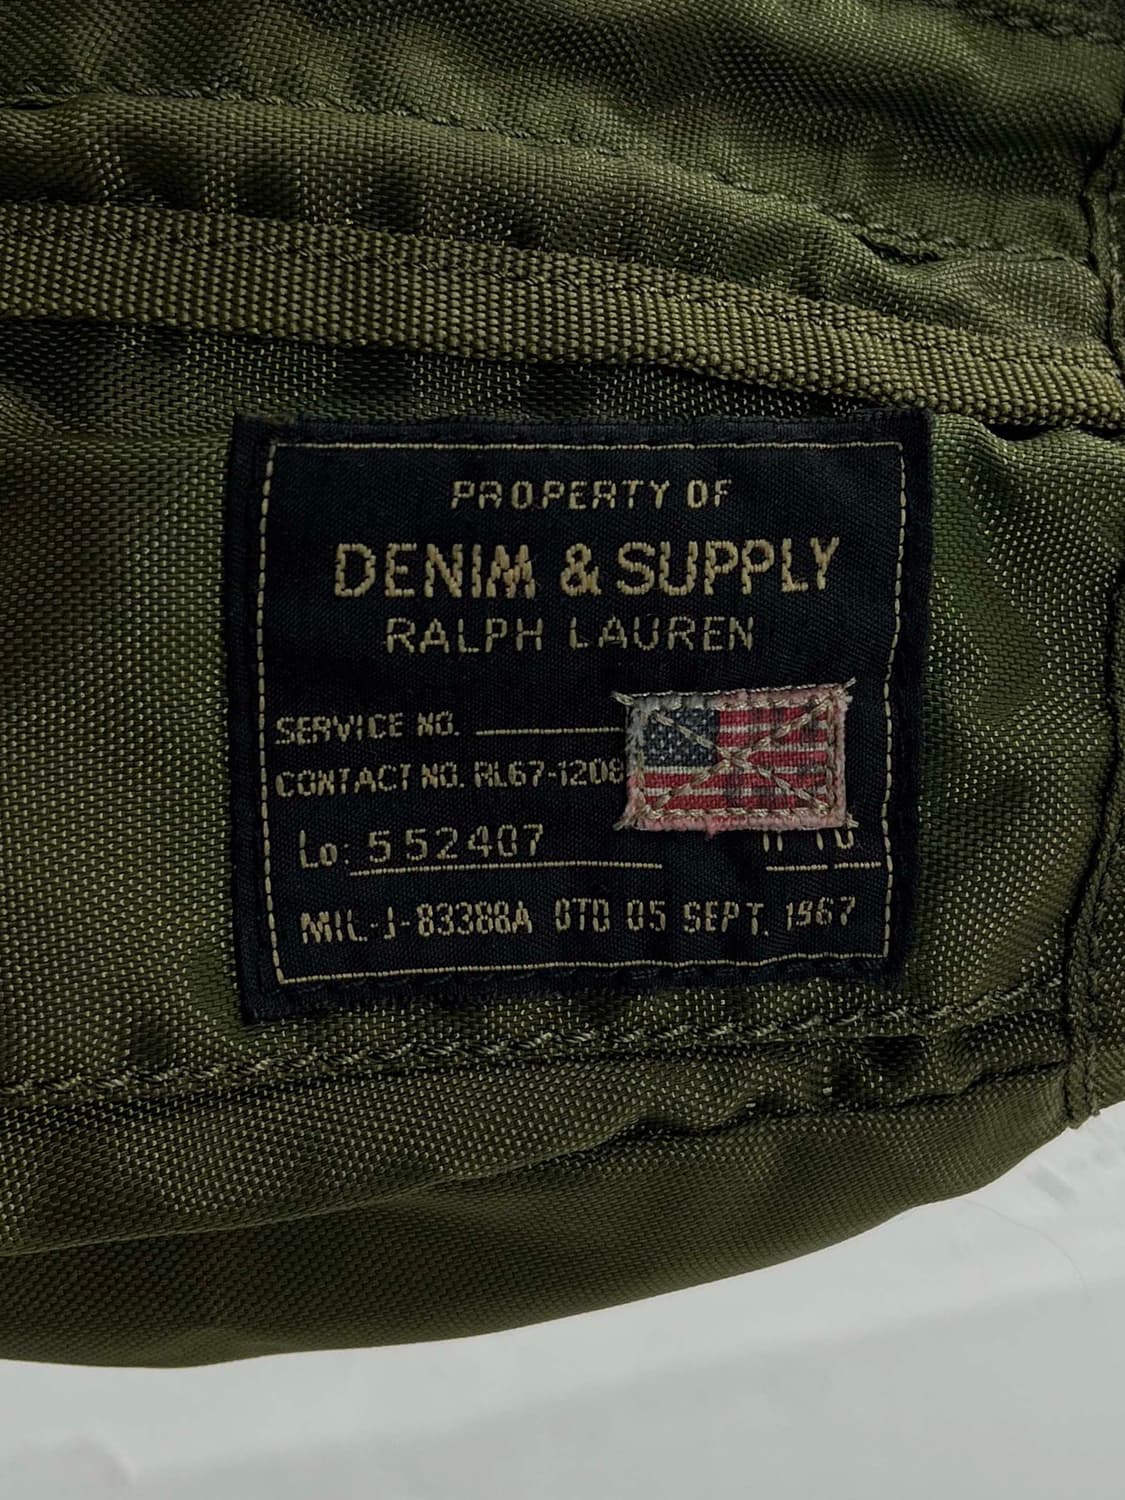 PROPERTY OF
DENIM & SUPPLY
RALPH LAUREN
SERVICE NO.
CONTACT NO. RL67-1208
Lo: 552407
MIL-J-83388A DTD 05 SEPT. 1967